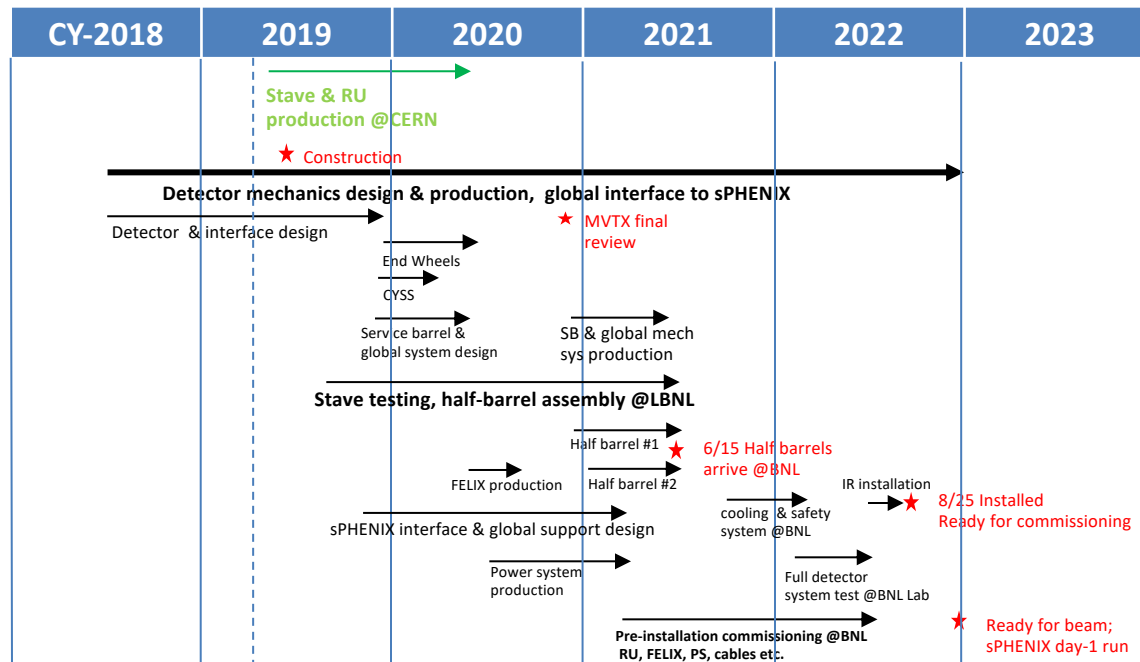 CY-2018 2019 2020 2021 2022 2023
Stave & RU
production @CERN
Construction
Detector mechanics design & production, global interface to sPHENIX
Detector & interface design
MVTX final
review
End Wheels
CYSS
Service barrel &
global system design
SB & global mech
sys production
Stave testing, half-barrel assembly @LBNL
Half barrel #1
6/15 Half barrels
arrive @BNL
FELIX production
Half barrel #2
IR installation
cooling & safety
system @BNL
8/25 Installed
Ready for commissioning
sPHENIX interface & global support design
Power system
production
Full detector
system test @BNL Lab
Pre-installation commissioning @BNL
RU, FELIX, PS, cables etc.
Ready for beam;
sPHENIX day-1 run